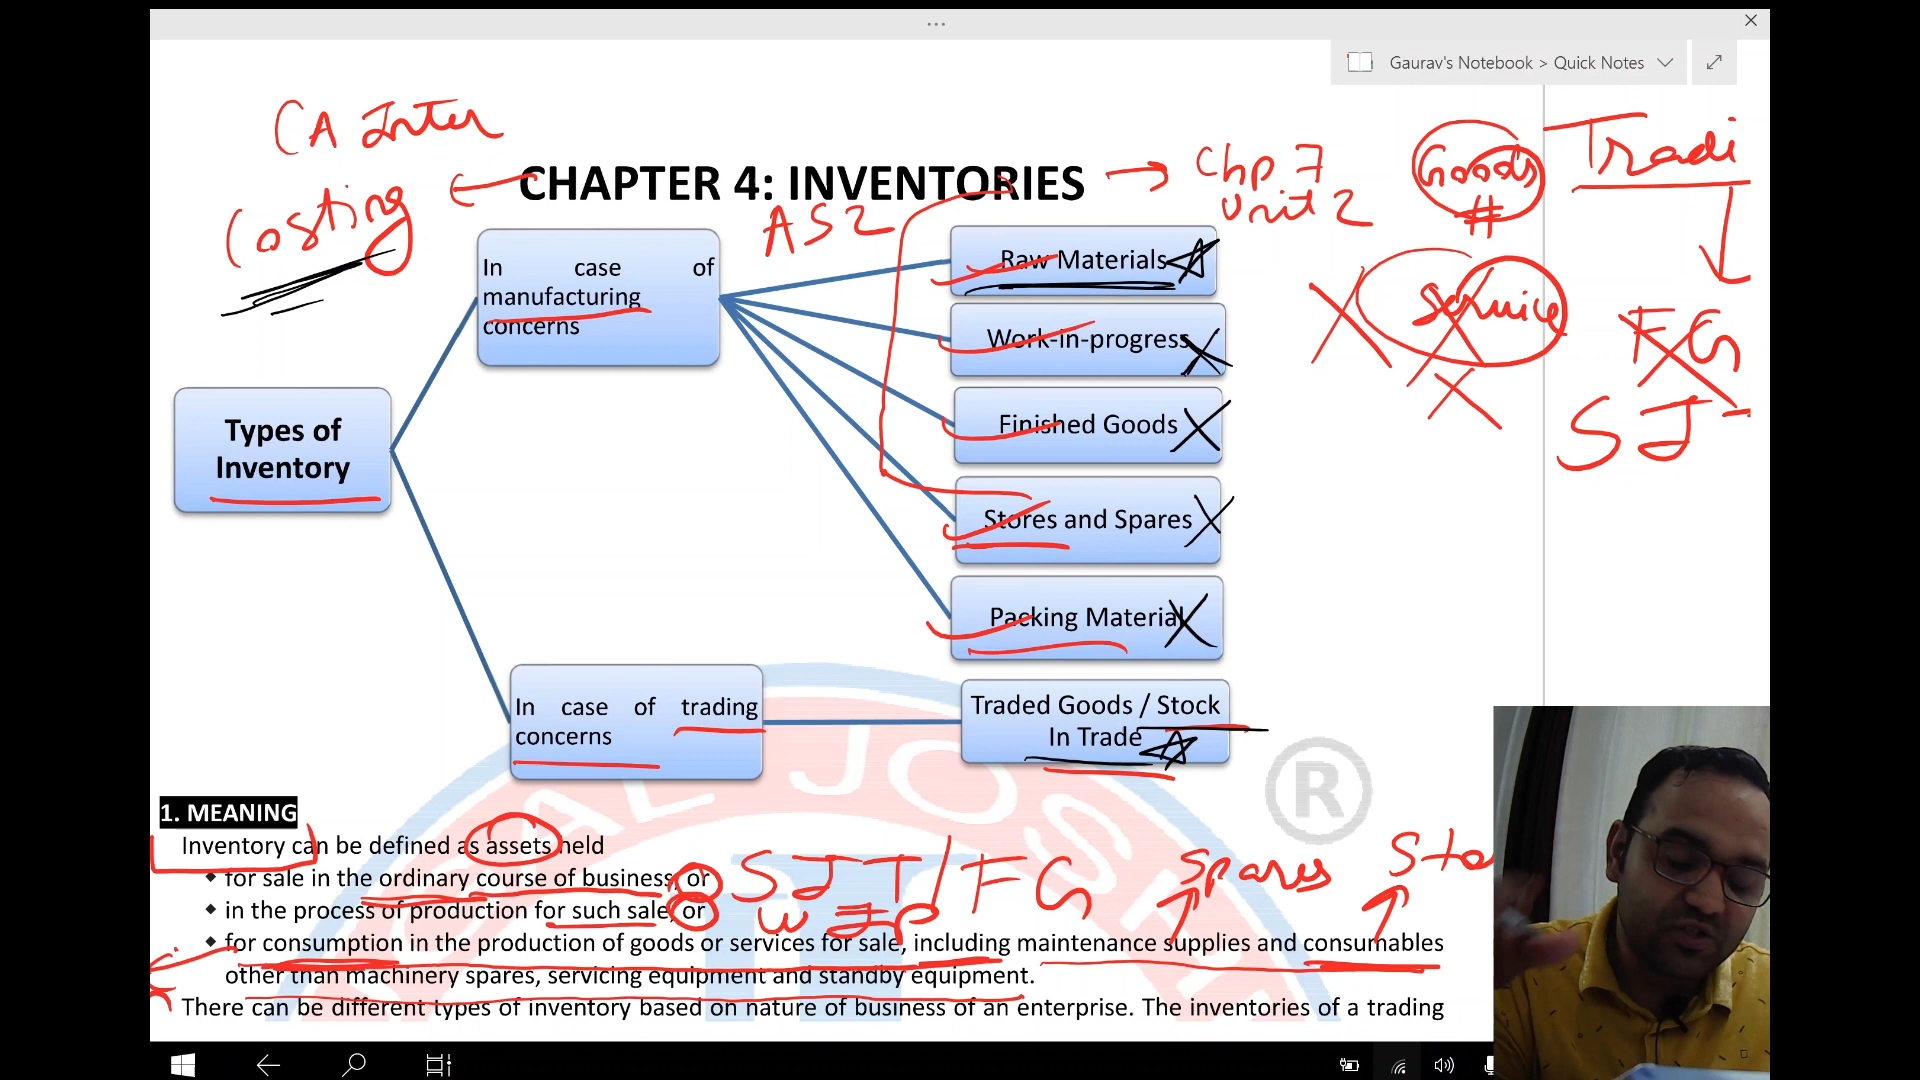 Gaurav's Notebook > Quick Notes
CA Inter
Costing
CHAPTER 4: INVENTORIES
AS 2
Chp 7
Unit 2
Goods
#
Service
Tradi
FG
SIT
Types of
Inventory
In case of
manufacturing
concerns
Raw Materials
Work-in-progress
Finished Goods
Stores and Spares
Packing Material
In case of trading
concerns
Traded Goods / Stock
In Trade
1. MEANING
Inventory can be defined as assets held
◆ for sale in the ordinary course of business, or
SIT / FG
Spares
Sto
◆ in the process of production for such sale, or
WIP
◆ for consumption in the production of goods or services for sale, including maintenance supplies and consumables
other than machinery spares, servicing equipment and standby equipment.
There can be different types of inventory based on nature of business of an enterprise. The inventories of a trading
AL JOSH
®